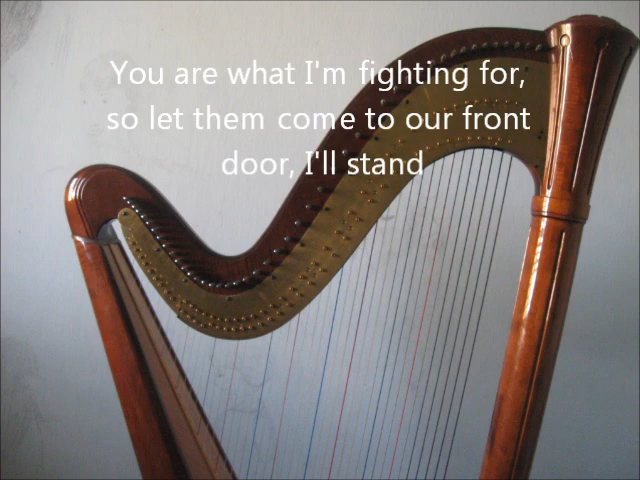 You are what I'm fighting for,
so let them come to our front
door, I'll stand